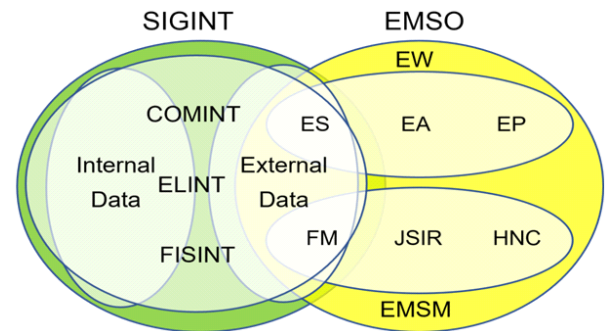 SIGINT
EMSO
EW
COMINT
ES
EA
EP
Internal
Data
ELINT
External
Data
FISINT
FM
JSIR
HNC
EMSM